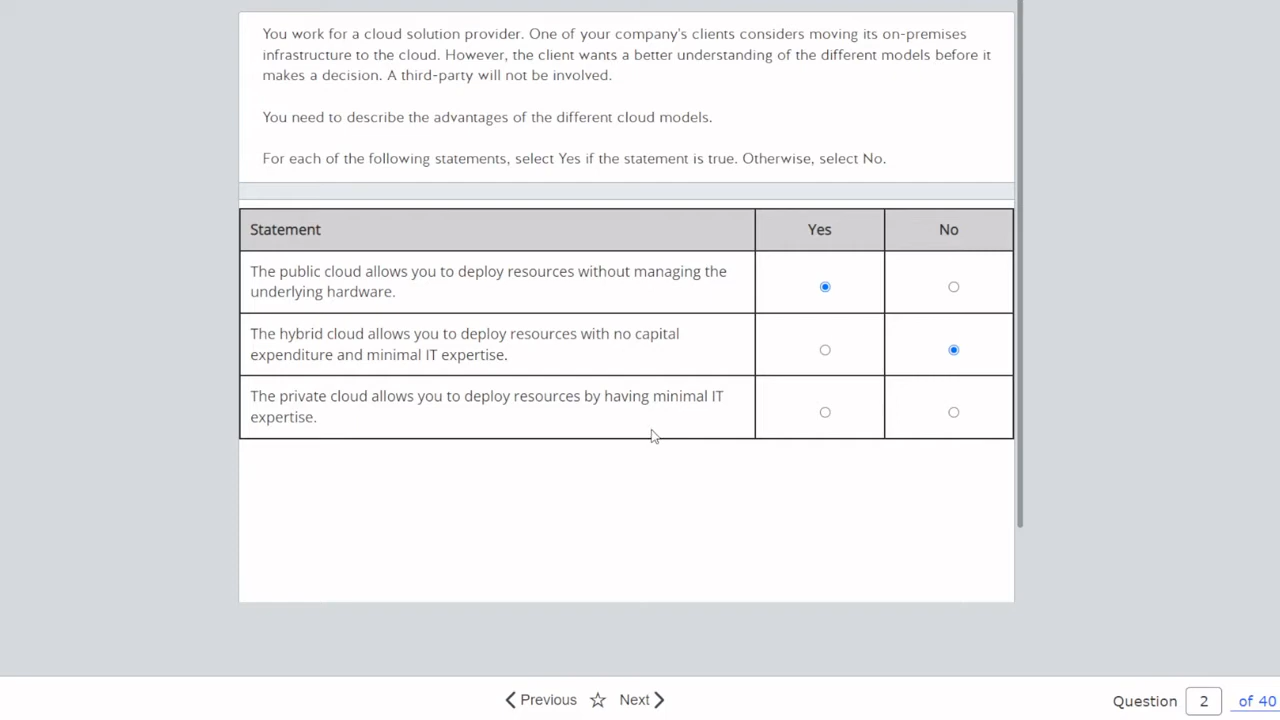 You work for a cloud solution provider. One of your company's clients considers moving its on-premises
infrastructure to the cloud. However, the client wants a better understanding of the different models before it
makes a decision. A third-party will not be involved.
You need to describe the advantages of the different cloud models.
For each of the following statements, select Yes if the statement is true. Otherwise, select No.
Statement Yes No
The public cloud allows you to deploy resources without managing the
underlying hardware.
The hybrid cloud allows you to deploy resources with no capital
expenditure and minimal IT expertise.
The private cloud allows you to deploy resources by having minimal IT
expertise.
Previous Next Question 2 of 40